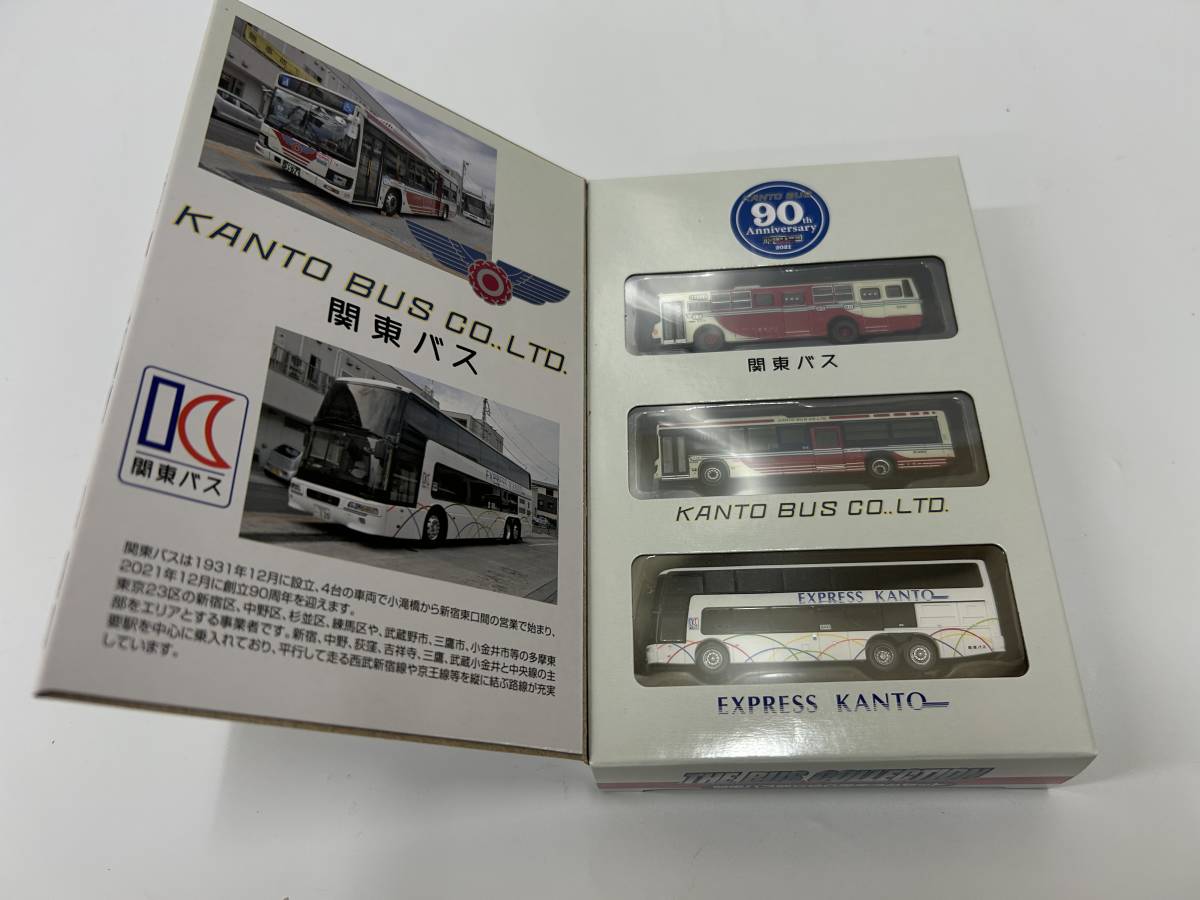 KANTO BUS CO.,LTD.
関東バス
関東バス
関東バスは1931年12月に設立、4台の車両で小滝橋から新宿東口間の営業で始まり、
2021年12月に創立90周年を迎えます。
東京23区の新宿区、中野区、杉並区、練馬区や、武蔵野市、三鷹市、小金井市等の多摩東
部をエリアとする事業者です。新宿、中野、荻窪、吉祥寺、三鷹、武蔵小金井と中央線の主
要駅を中心に乗入れており、平行して走る西武新宿線や京王線等を縦に結ぶ路線が充実
しています。
KANTO BUS
90th
Anniversary
2021
関東バス
KANTO BUS CO.,LTD.
KANTO BUS CO.,LTD.
EXPRESS KANTO
関東バス
EXPRESS KANTO
THE BUS COLLECTION